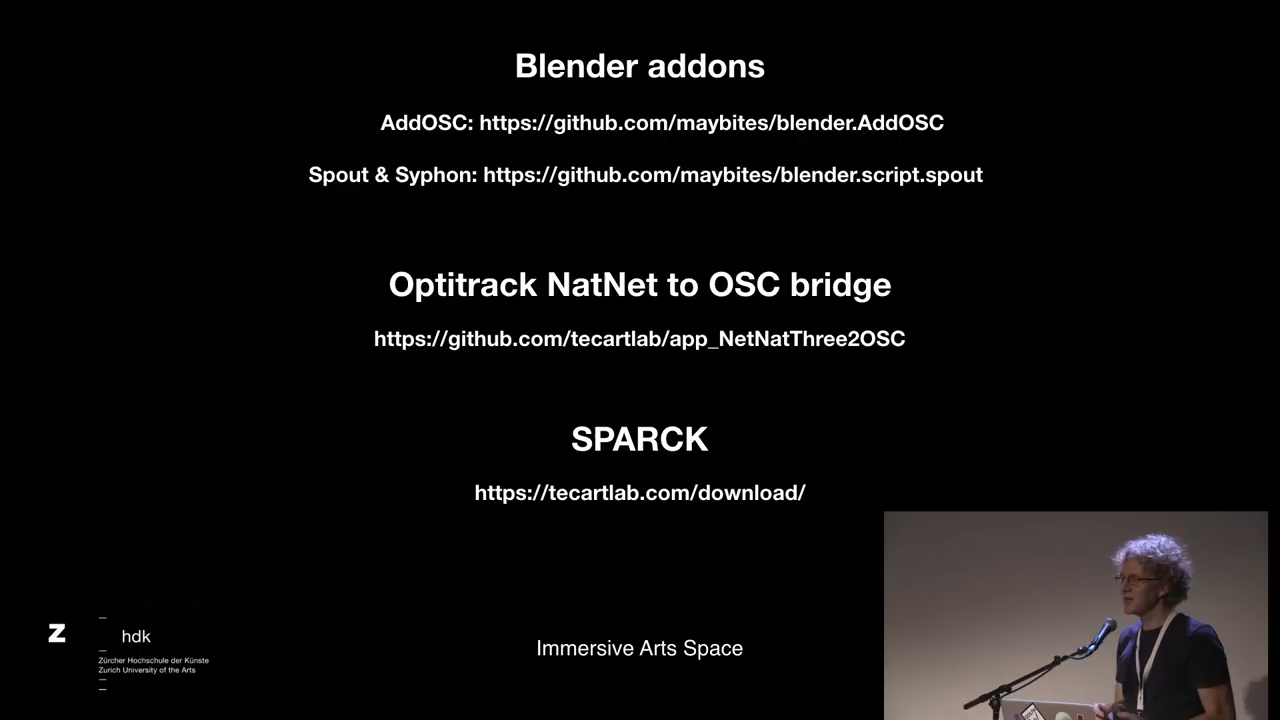 Blender addons
AddOSC: https://github.com/maybites/blender.AddOSC
Spout & Syphon: https://github.com/maybites/blender.script.spout
Optitrack NatNet to OSC bridge
https://github.com/tecartlab/app_NetNatThree2OSC
SPARCK
https://tecartlab.com/download/
Z
hdk
Zürcher Hochschule der Künste
Zurich University of the Arts
Immersive Arts Space